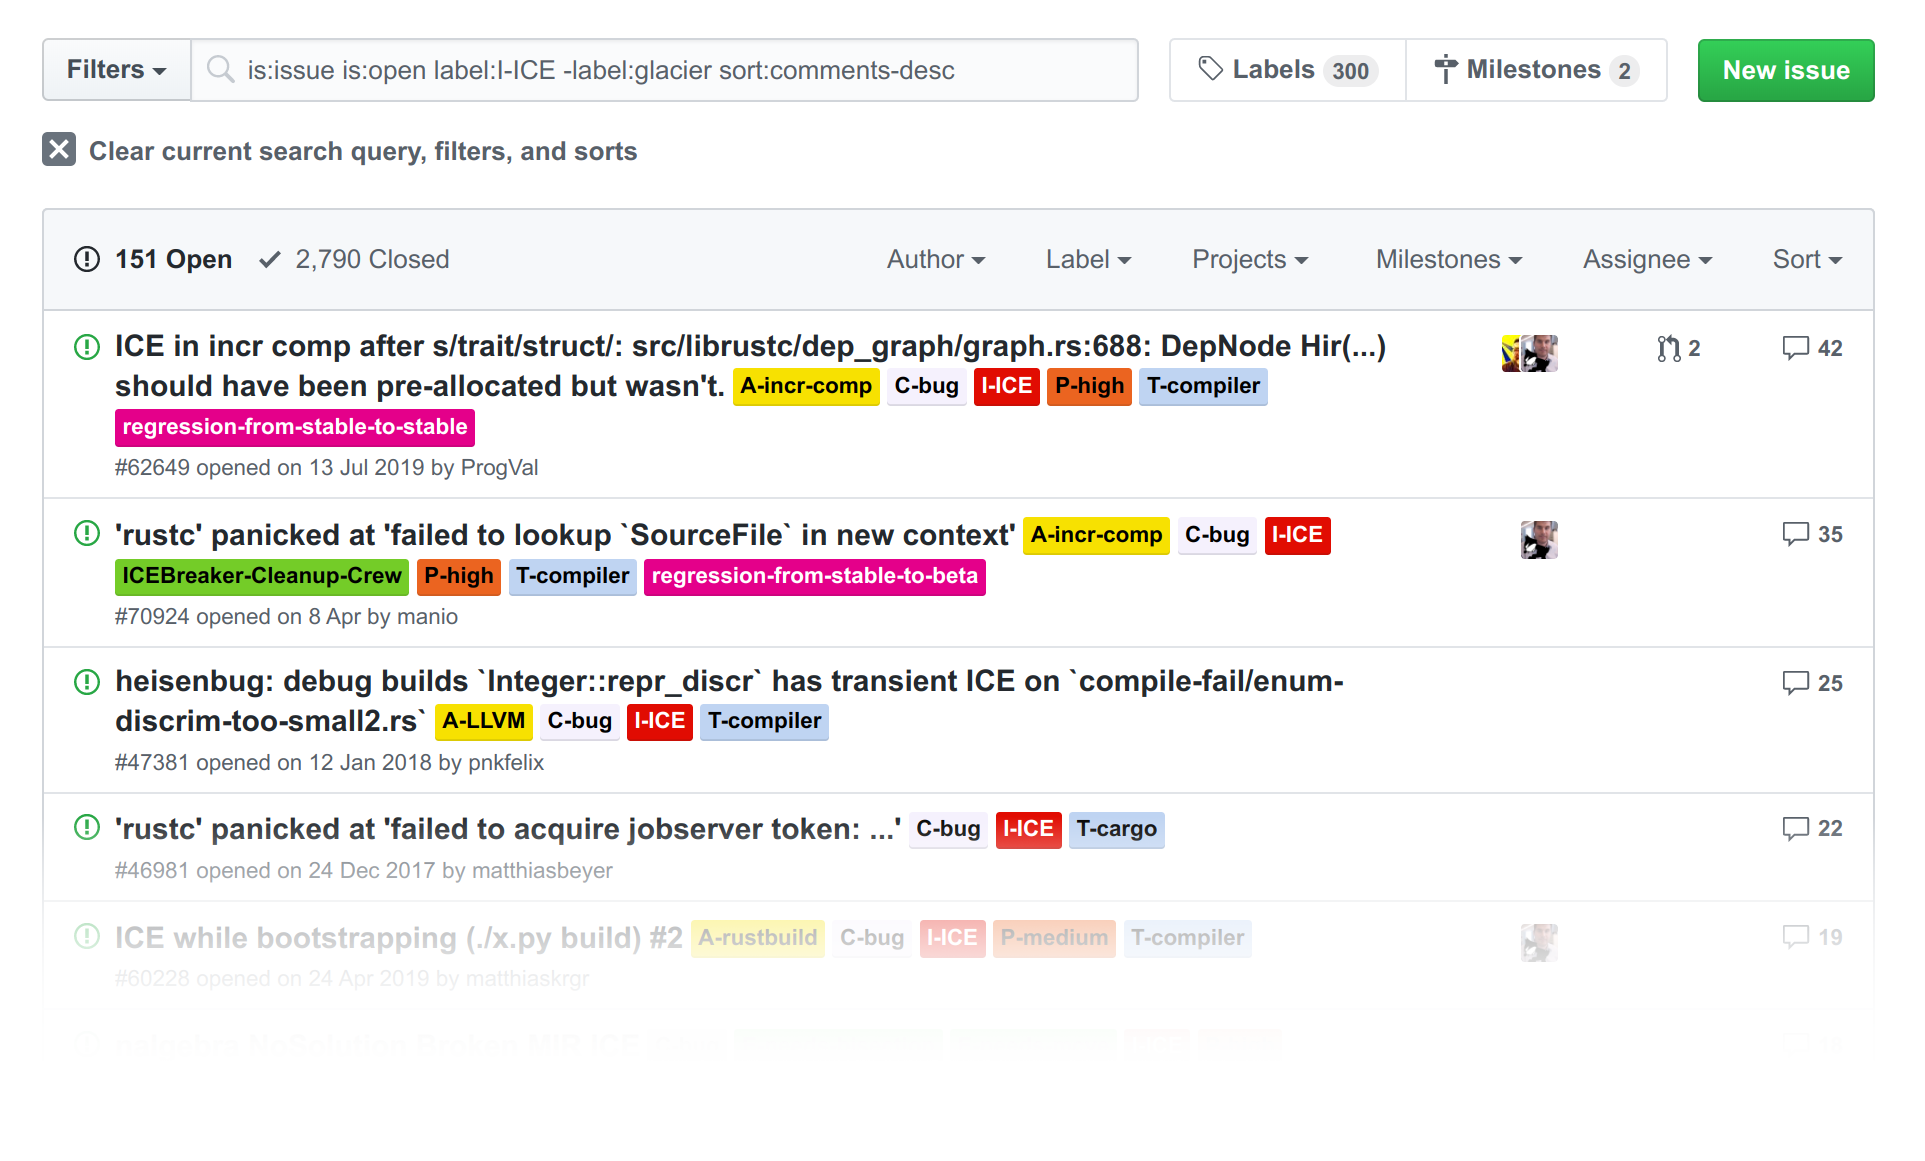 Filters is:issue is:open label:I-ICE -label:glacier sort:comments-desc Labels 300 Milestones 2 New issue
Clear current search query, filters, and sorts
151 Open 2,790 Closed Author Label Projects Milestones Assignee Sort
ICE in incr comp after s/trait/struct/: src/librustc/dep_graph/graph.rs:688: DepNode Hir(...) 2 42
should have been pre-allocated but wasn't. A-incr-comp C-bug I-ICE P-high T-compiler
regression-from-stable-to-stable
#62649 opened on 13 Jul 2019 by ProgVal
'rustc' panicked at 'failed to lookup `SourceFile` in new context' A-incr-comp C-bug I-ICE 35
ICEBreaker-Cleanup-Crew P-high T-compiler regression-from-stable-to-beta
#70924 opened on 8 Apr by manio
heisenbug: debug builds `Integer::repr_discr` has transient ICE on `compile-fail/enum- 25
discrim-too-small2.rs` A-LLVM C-bug I-ICE T-compiler
#47381 opened on 12 Jan 2018 by pnkfelix
'rustc' panicked at 'failed to acquire jobserver token: ...' C-bug I-ICE T-cargo 22
#46981 opened on 24 Dec 2017 by matthiasbeyer
ICE while bootstrapping (./x.py build) #2 A-rustbuild C-bug I-ICE P-medium T-compiler 19
#60228 opened on 24 Apr 2019 by matthiaskrgr
nalgebra NoSolution Broken MIR ICE